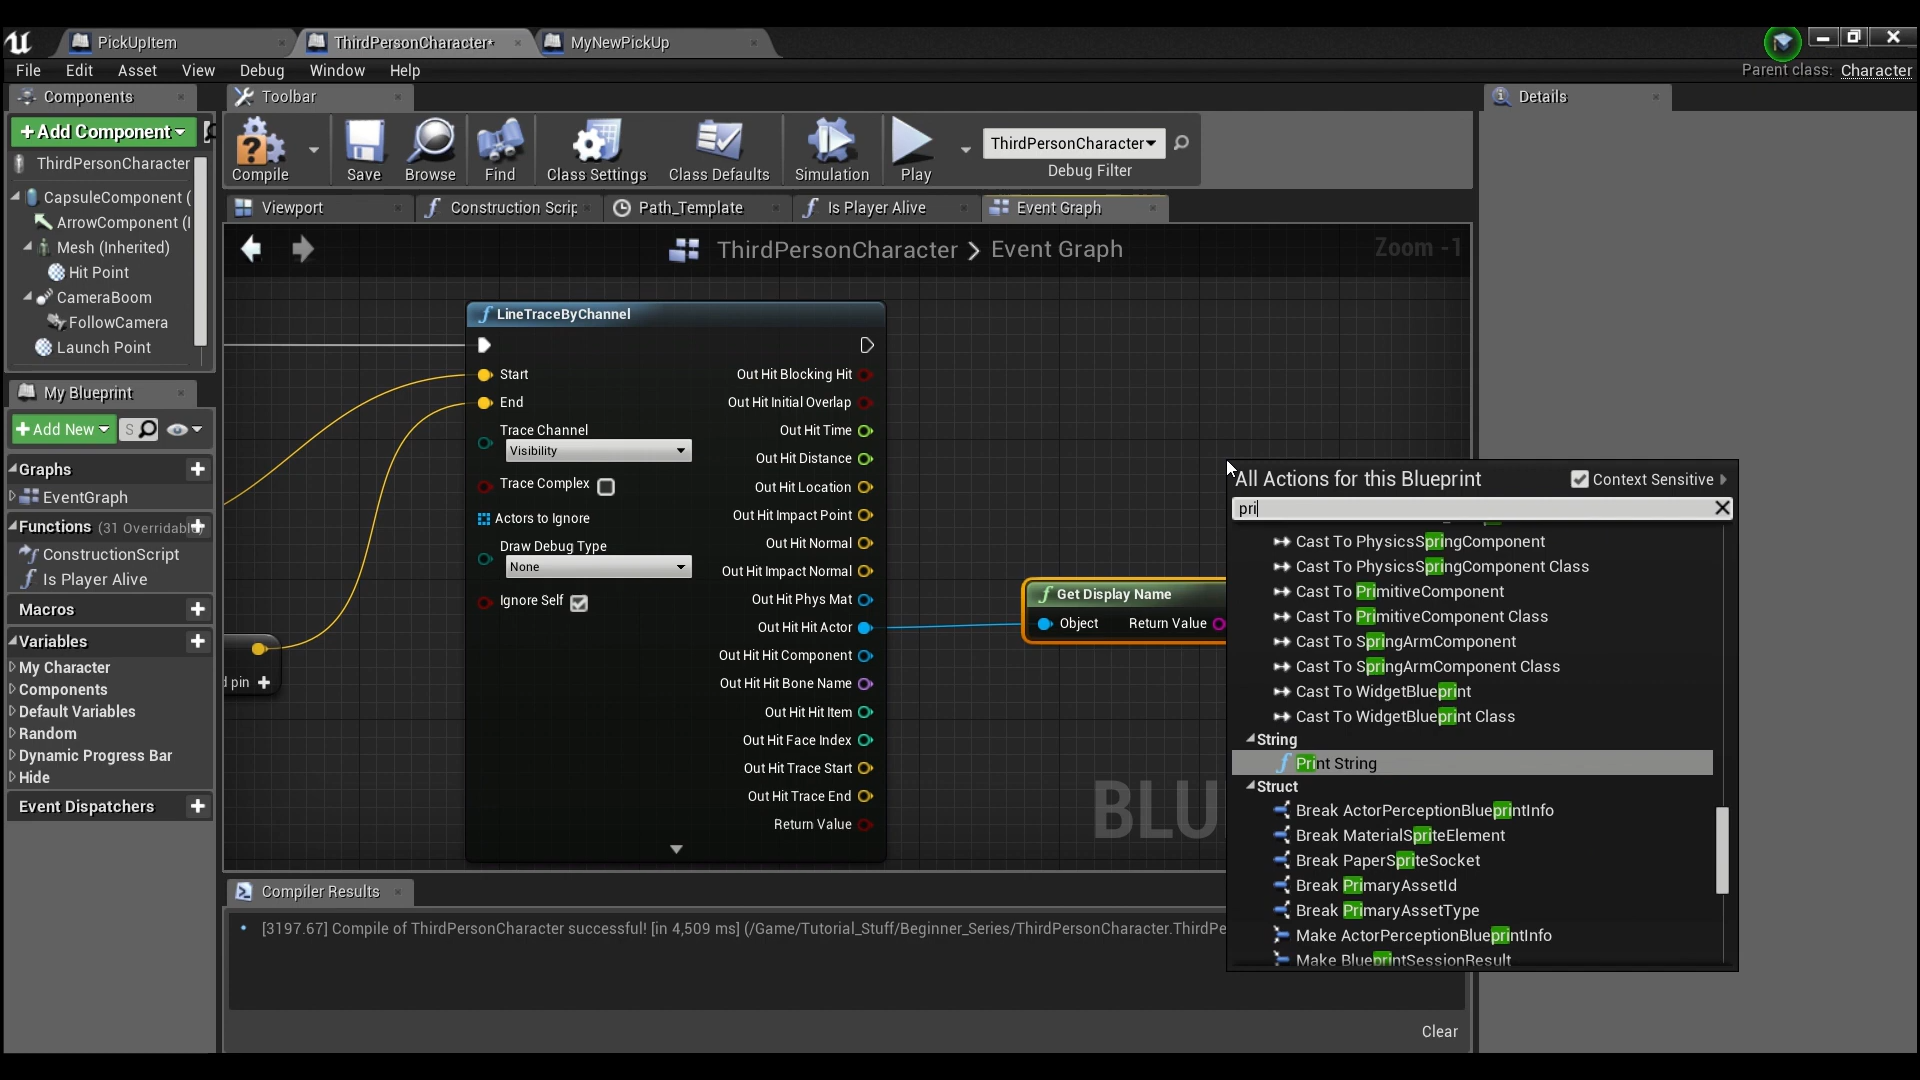 PickUpItem
ThirdPersonCharacter*
MyNewPickUp
File Edit Asset View Debug Window Help
Parent class: Character
Components
Toolbar
Details
+Add Component
Compile
Save
Browse
Find
Class Settings
Class Defaults
Simulation
Play
ThirdPersonCharacter
Debug Filter
ThirdPersonCharacter
CapsuleComponent (
ArrowComponent (I
Mesh (Inherited)
Hit Point
CameraBoom
FollowCamera
Launch Point
Viewport
Construction Scrip
Path_Template
Is Player Alive
Event Graph
ThirdPersonCharacter > Event Graph
Zoom -1
My Blueprint
+Add New
S
Graphs
EventGraph
Functions (31 Overridabl
ConstructionScript
Is Player Alive
Macros
Variables
My Character
Components
Default Variables
Random
Dynamic Progress Bar
Hide
Event Dispatchers
d pin +
LineTraceByChannel
Start
End
Trace Channel
Visibility
Trace Complex
Actors to Ignore
Draw Debug Type
None
Ignore Self
Out Hit Blocking Hit
Out Hit Initial Overlap
Out Hit Time
Out Hit Distance
Out Hit Location
Out Hit Impact Point
Out Hit Normal
Out Hit Impact Normal
Out Hit Phys Mat
Out Hit Hit Actor
Out Hit Hit Component
Out Hit Hit Bone Name
Out Hit Hit Item
Out Hit Face Index
Out Hit Trace Start
Out Hit Trace End
Return Value
Get Display Name
Object Return Value
BLU
All Actions for this Blueprint
Context Sensitive
pri
Cast To PhysicsSpringComponent
Cast To PhysicsSpringComponent Class
Cast To PrimitiveComponent
Cast To PrimitiveComponent Class
Cast To SpringArmComponent
Cast To SpringArmComponent Class
Cast To WidgetBlueprint
Cast To WidgetBlueprint Class
String
Print String
Struct
Break ActorPerceptionBlueprintInfo
Break MaterialSpriteElement
Break PaperSpriteSocket
Break PrimaryAssetId
Break PrimaryAssetType
Make ActorPerceptionBlueprintInfo
Make BlueprintSessionResult
Compiler Results
[3197.67] Compile of ThirdPersonCharacter successful! [in 4,509 ms] (/Game/Tutorial_Stuff/Beginner_Series/ThirdPersonCharacter.ThirdPe
Clear